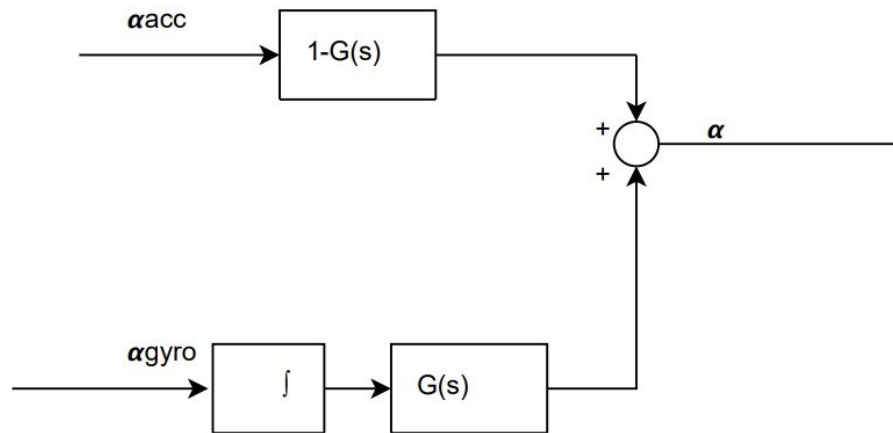 𝜶acc
1-G(s)
+
𝜶
+
𝜶gyro
∫
G(s)